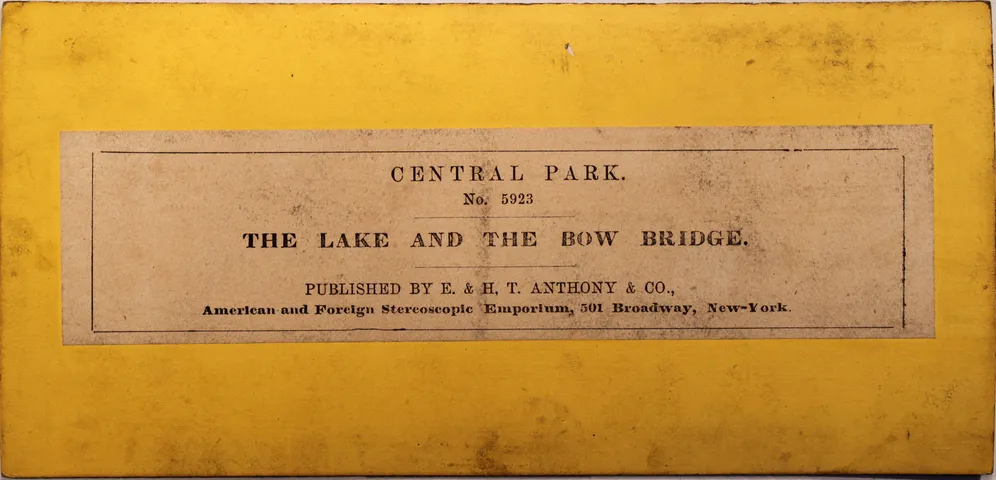 CENTRAL PARK.
No. 5923
THE LAKE AND THE BOW BRIDGE.
PUBLISHED BY E. & H. T. ANTHONY & CO.,
American and Foreign Stereoscopic Emporium, 501 Broadway, New-York.